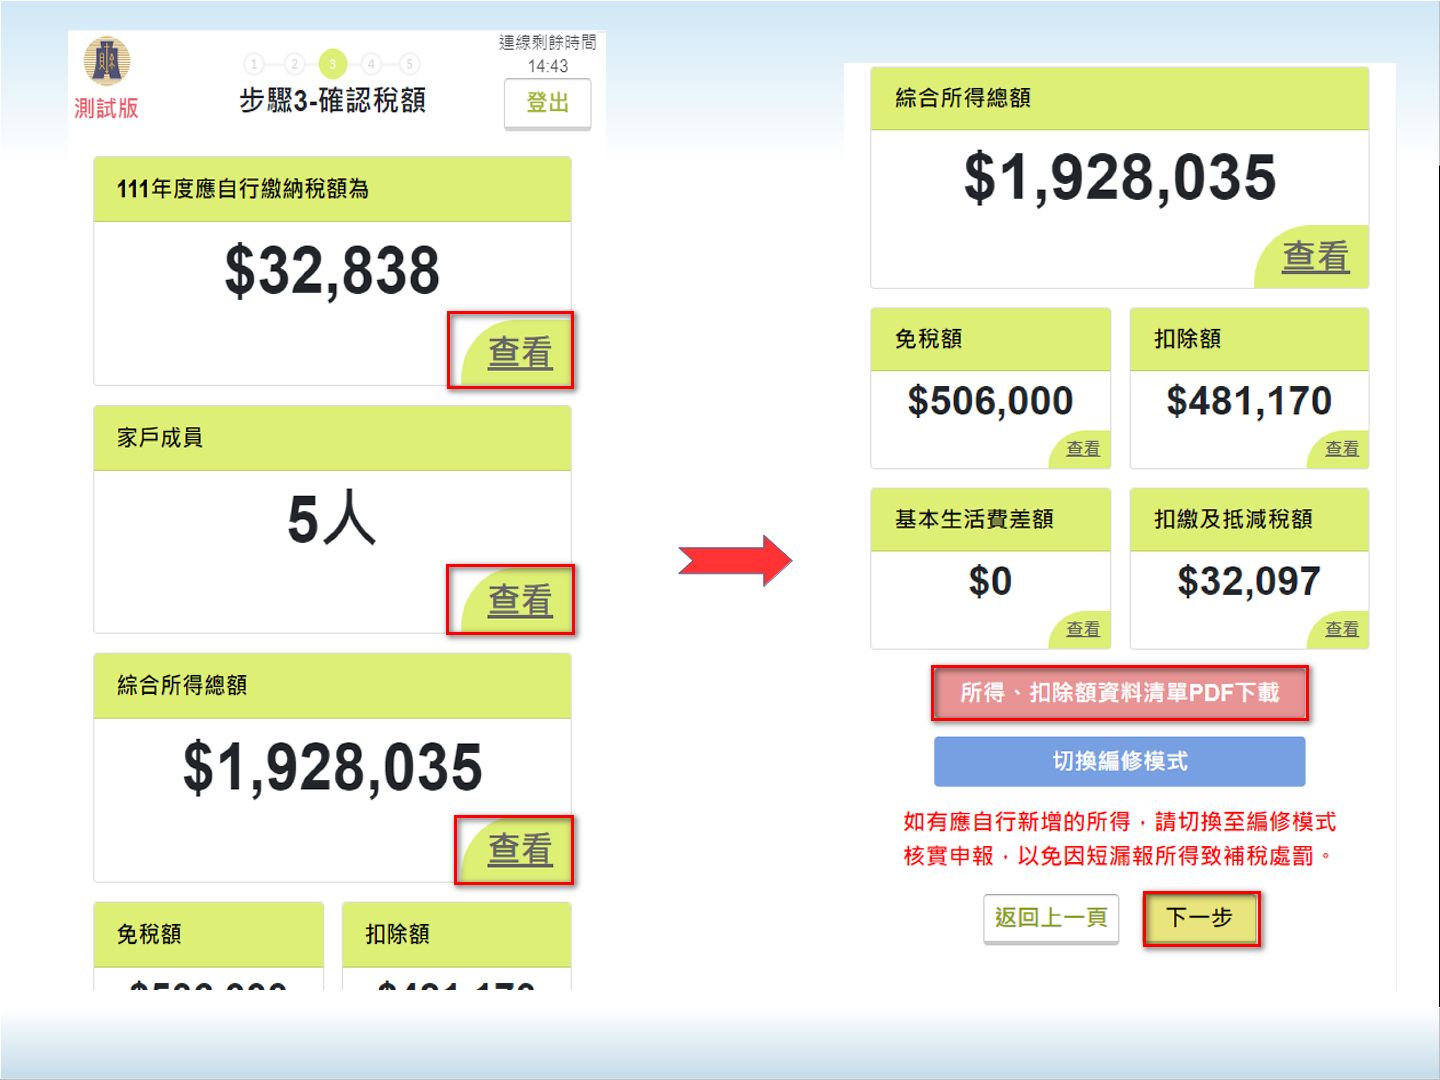 測試版
1 2 3 4 5
步驟3-確認稅額
連線剩餘時間
14:43
登出
111年度應自行繳納稅額為
$32,838
查看
家戶成員
5人
查看
綜合所得總額
$1,928,035
查看
免稅額
扣除額
$506,000
$481,170
綜合所得總額
$1,928,035
查看
免稅額
扣除額
$506,000
$481,170
查看
查看
基本生活費差額
扣繳及抵減稅額
$0
$32,097
查看
查看
所得、扣除額資料清單PDF下載
切換編修模式
如有應自行新增的所得，請切換至編修模式
核實申報，以免因短漏報所得致補稅處罰。
返回上一頁
下一步